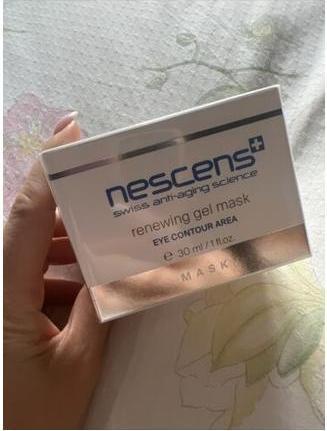 nescens+
swiss anti-aging science
renewing gel mask
EYE CONTOUR AREA
℮ 30 ml / 1 fl.oz.
MASK